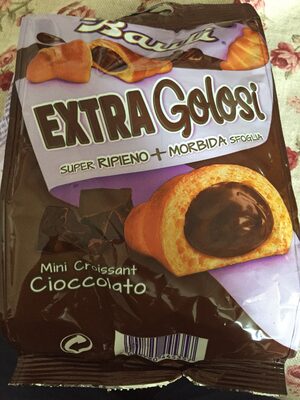 Bauli
EXTRA Golosi
SUPER RIPIENO + MORBIDA SFOGLIA
Mini Croissant
Cioccolato